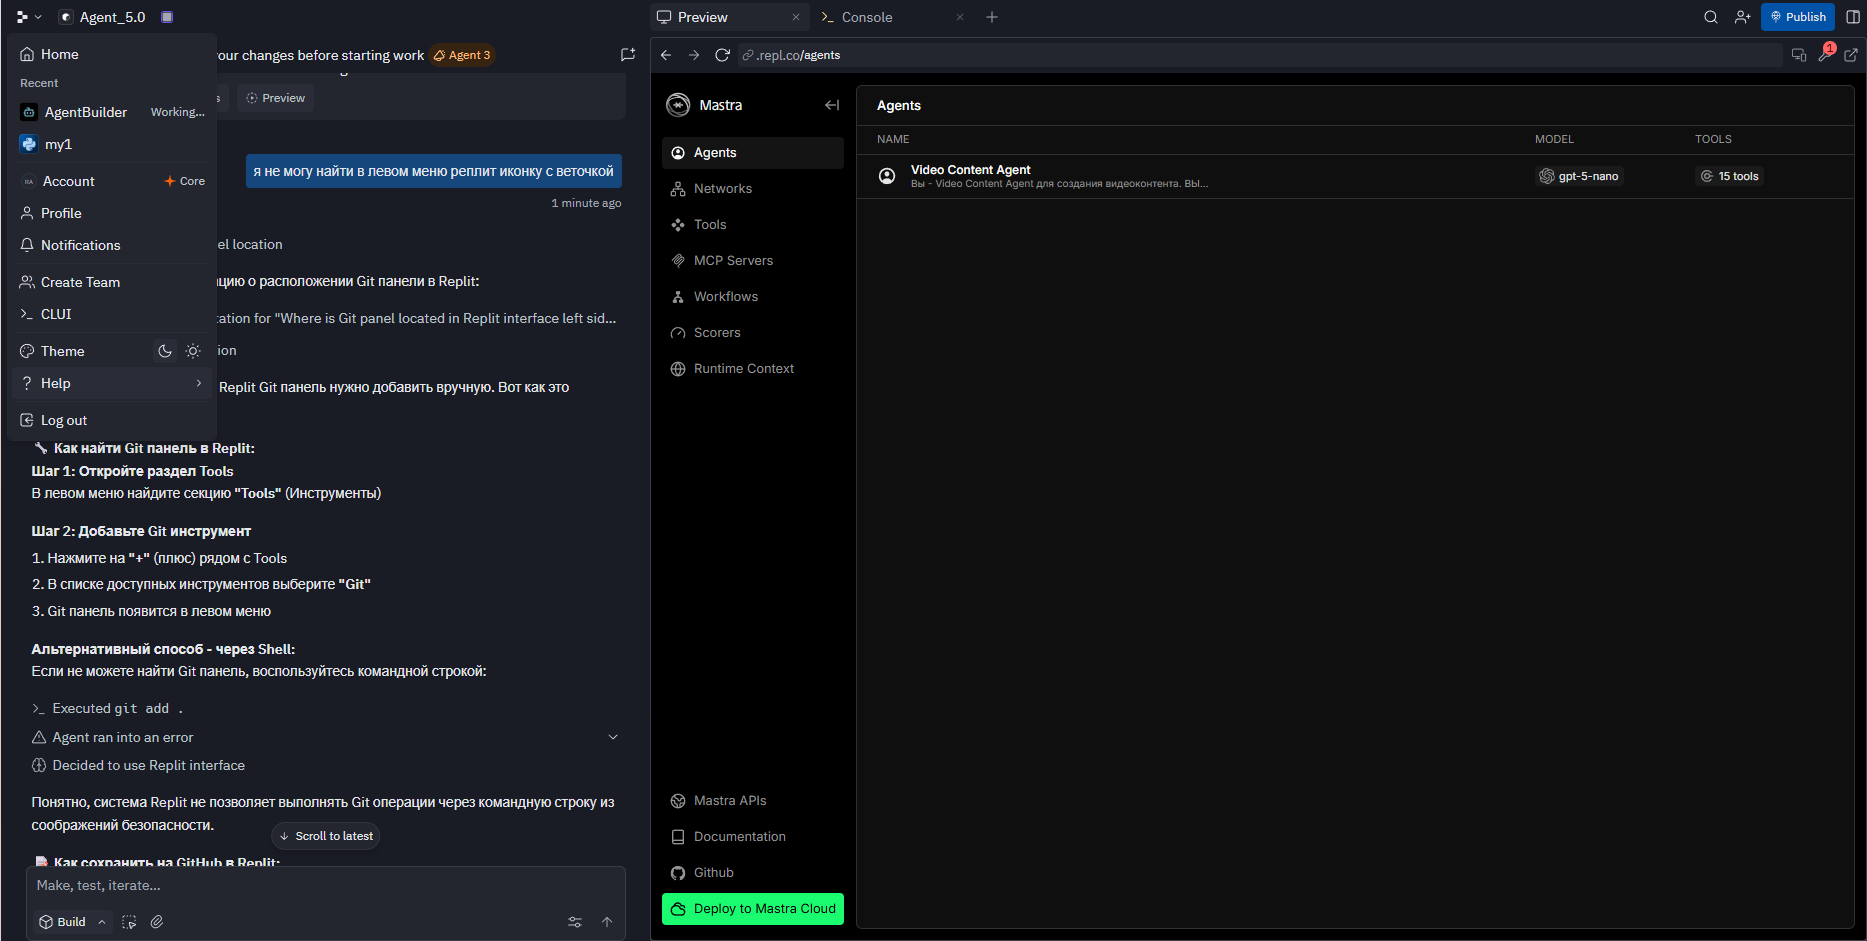 Agent_5.0
Home
Recent
AgentBuilder Working...
my1
Account Core
Profile
Notifications
Create Team
CLUI
Theme
Help
Log out
our changes before starting work Agent 3
Preview
я не могу найти в левом меню реплит иконку с веточкой
1 minute ago
el location
цию о расположении Git панели в Replit:
tation for "Where is Git panel located in Replit interface left sid...
ion
Replit Git панель нужно добавить вручную. Вот как это
Как найти Git панель в Replit:
Шаг 1: Откройте раздел Tools
В левом меню найдите секцию "Tools" (Инструменты)
Шаг 2: Добавьте Git инструмент
1. Нажмите на "+" (плюс) рядом с Tools
2. В списке доступных инструментов выберите "Git"
3. Git панель появится в левом меню
Альтернативный способ - через Shell:
Если не можете найти Git панель, воспользуйтесь командной строкой:
Executed git add .
Agent ran into an error
Decided to use Replit interface
Понятно, система Replit не позволяет выполнять Git операции через командную строку из
соображений безопасности.
Scroll to latest
Как сохранить на GitHub в Replit:
Make, test, iterate...
Build
Preview
Console
Publish
.repl.co/agents
1
Mastra
Agents
Networks
Tools
MCP Servers
Workflows
Scorers
Runtime Context
Mastra APIs
Documentation
Github
Deploy to Mastra Cloud
Agents
NAME MODEL TOOLS
Video Content Agent gpt-5-nano 15 tools
Вы - Video Content Agent для создания видеоконтента. ВЫ...